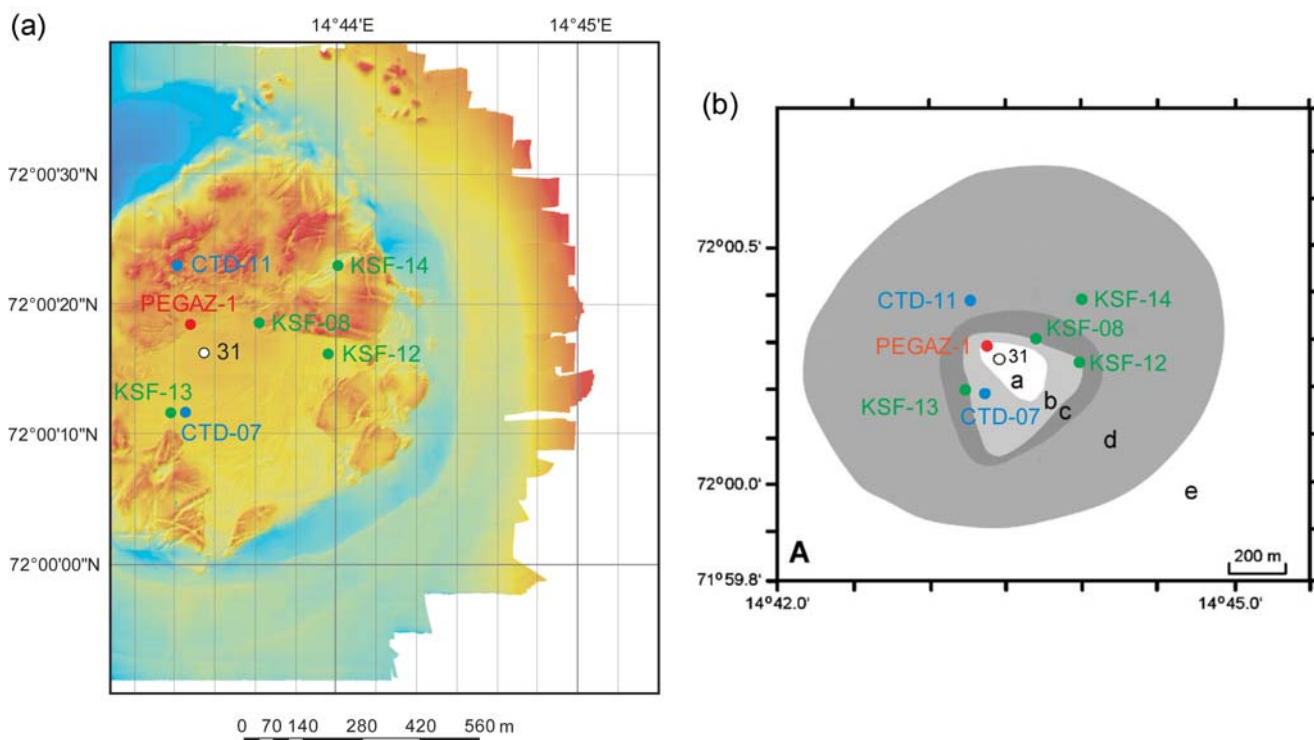 (a)
14°44'E
14°45'E
72°00'30"N
72°00'20"N
72°00'10"N
72°00'00"N
CTD-11
KSF-14
PEGAZ-1
KSF-08
31
KSF-12
KSF-13
CTD-07
0 70 140 280 420 560 m
(b)
72°00.5'
72°00.0'
71°59.8'
14°42.0'
14°45.0'
CTD-11
KSF-14
KSF-08
PEGAZ-1
31
KSF-12
a
KSF-13
b
CTD-07
c
d
e
A
200 m